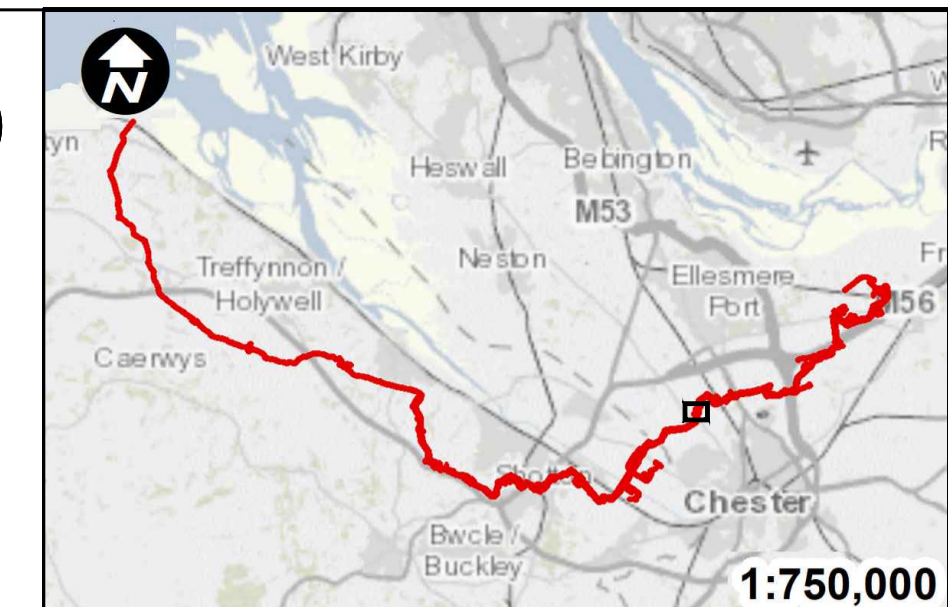 N
West Kirby
tyn
Heswall
Bebington
M53
R
Treffynnon /
Holywell
Neston
Ellesmere
Port
Fr
M56
Caerwys
Shotton
Chester
Bwcle /
Buckley
1:750,000